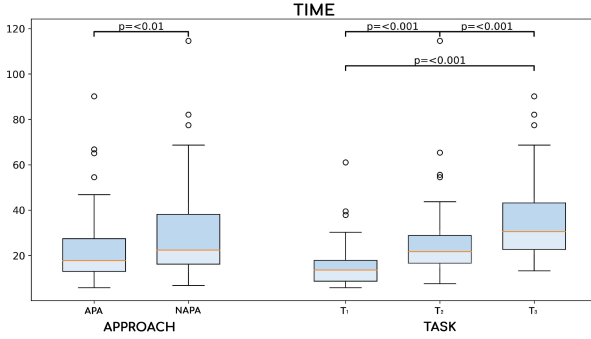 TIME
p=<0.01
p=<0.001
p=<0.001
p=<0.001
120
100
80
60
40
20
APA
NAPA
T₁
T₂
T₃
APPROACH
TASK